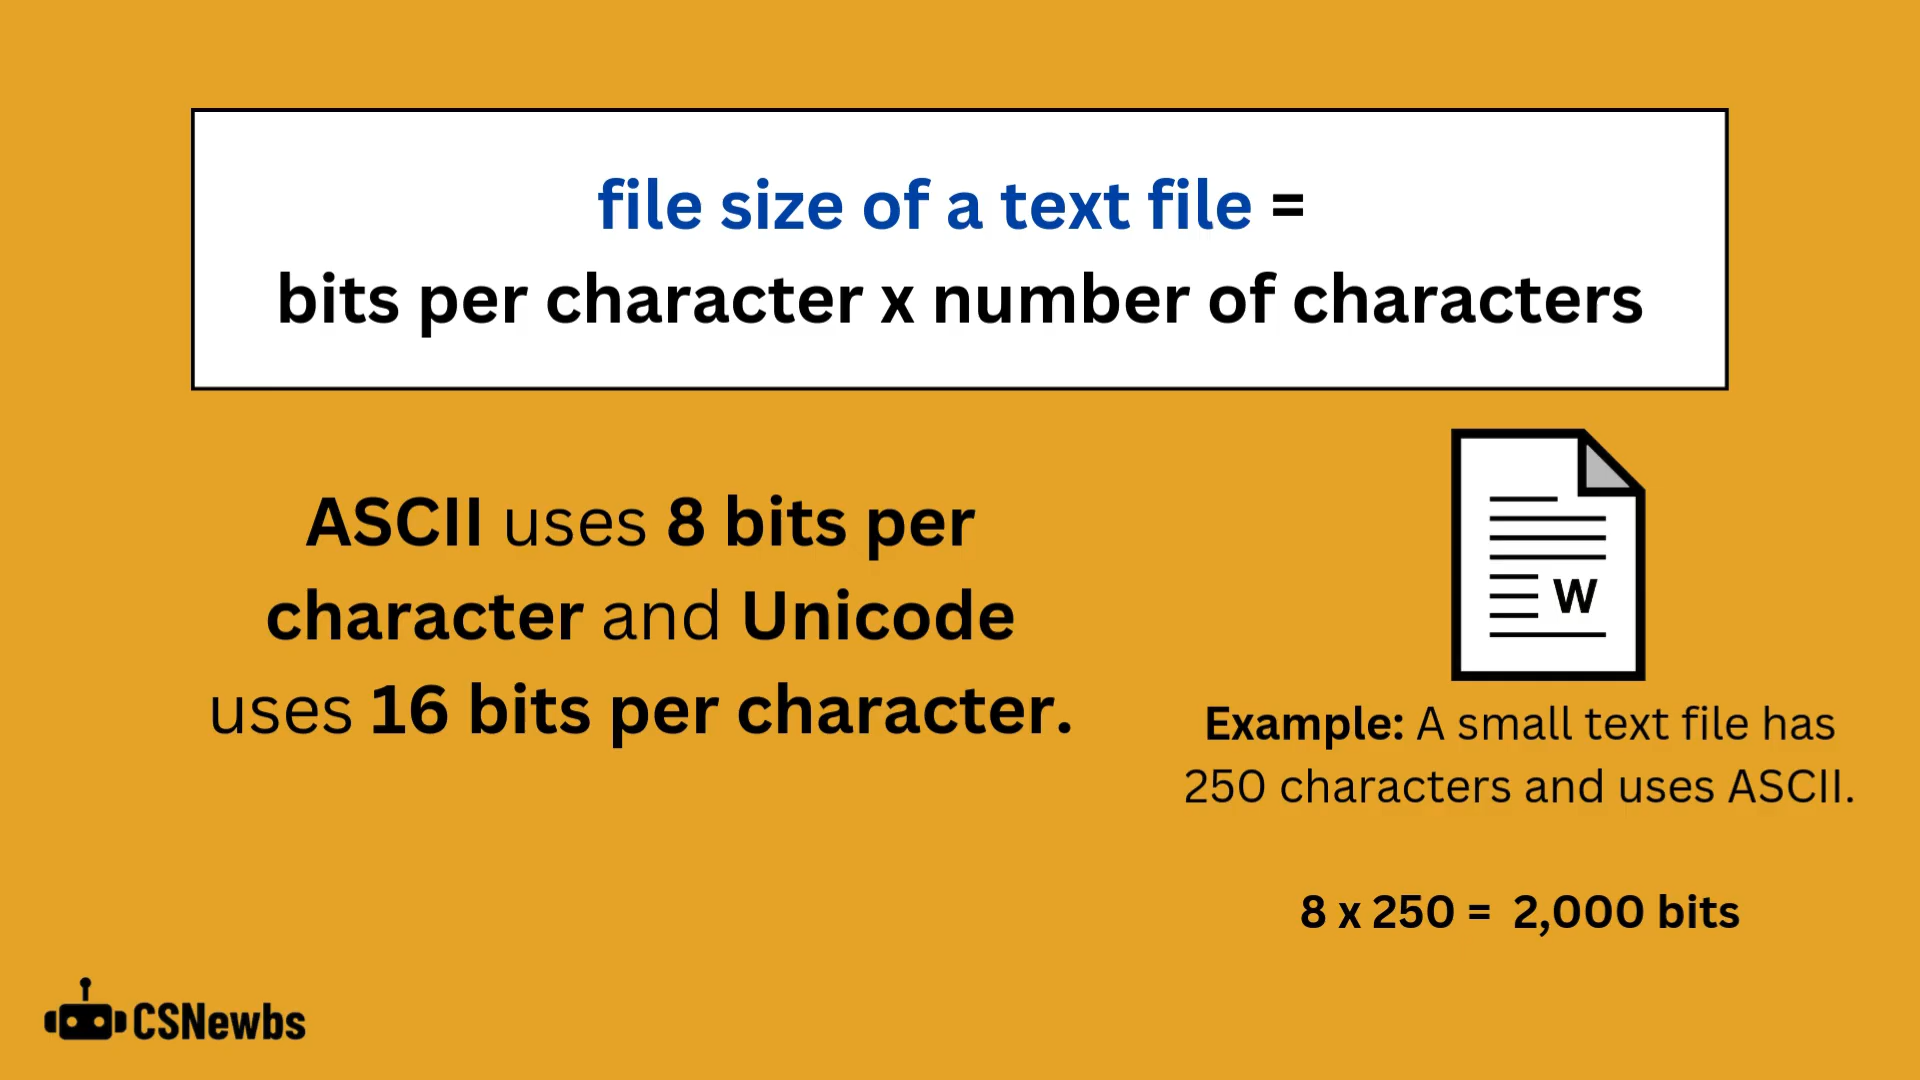 file size of a text file =
bits per character x number of characters
ASCII uses 8 bits per
character and Unicode
uses 16 bits per character.
W
Example: A small text file has
250 characters and uses ASCII.
8 x 250 = 2,000 bits
CSNewbs